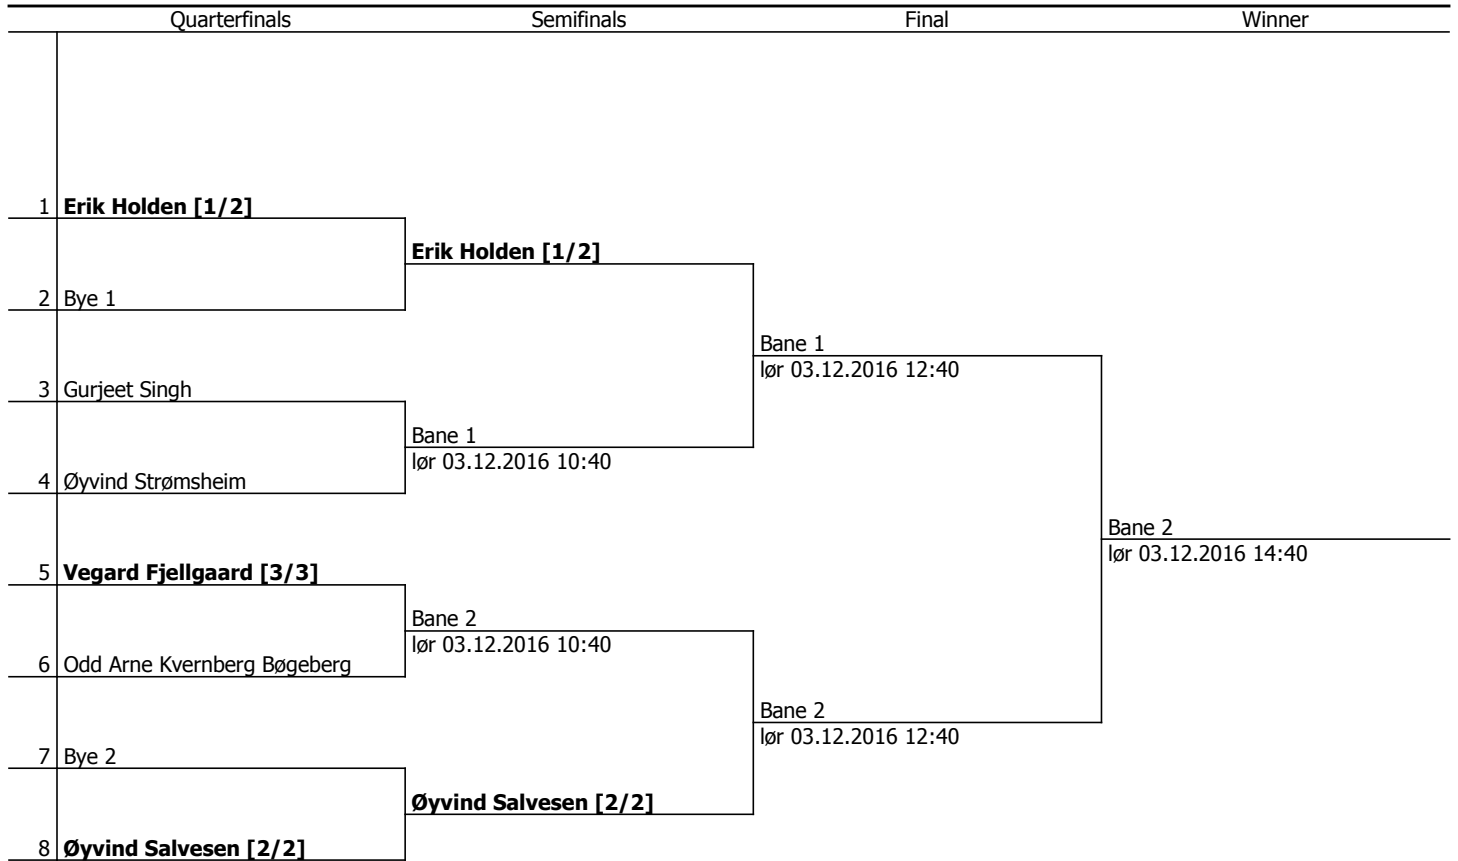 Quarterfinals Semifinals Final Winner
1 Erik Holden [1/2]
Erik Holden [1/2]
2 Bye 1
Bane 1
lør 03.12.2016 12:40
3 Gurjeet Singh
Bane 1
lør 03.12.2016 10:40
4 Øyvind Strømsheim
Bane 2
lør 03.12.2016 14:40
5 Vegard Fjellgaard [3/3]
Bane 2
lør 03.12.2016 10:40
6 Odd Arne Kvernberg Bøgeberg
Bane 2
lør 03.12.2016 12:40
7 Bye 2
Øyvind Salvesen [2/2]
8 Øyvind Salvesen [2/2]